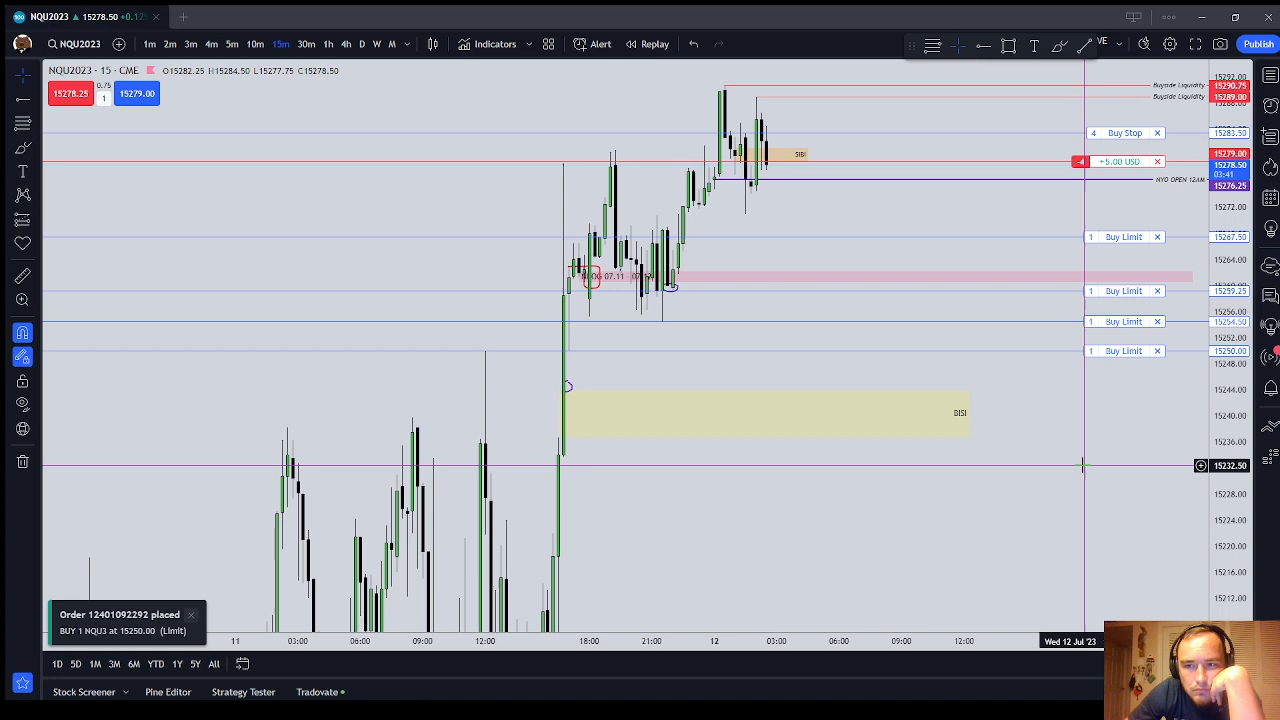 NQU2023 ▲ 15278.50 +0.12%
NQU2023
1m 2m 3m 4m 5m 10m 15m 30m 1h 4h D W M
Indicators
Alert
Replay
Publish
NQU2023 · 15 · CME O15282.25 H15284.50 L15277.75 C15278.50
15278.25
0.75
1
15279.00
Buyside Liquidity
15290.75
Buyside Liquidity
15289.00
4 Buy Stop
15283.50
SIBI
15279.00
-4 +5.00 USD
15278.50
03:41
NYO OPEN 12AM
15276.25
15272.00
1 Buy Limit
15267.50
15264.00
1 Buy Limit
15259.25
15256.00
1 Buy Limit
15254.50
15252.00
1 Buy Limit
15250.00
15248.00
15244.00
BISI
15240.00
15236.00
15232.50
15228.00
15224.00
15220.00
15216.00
15212.00
Order 12401092292 placed
BUY 1 NQU3 at 15250.00 (Limit)
11 03:00 06:00 09:00 12:00 18:00 21:00 12 03:00 06:00 09:00 12:00
Wed 12 Jul '23
1D 5D 1M 3M 6M YTD 1Y 5Y All
Stock Screener Pine Editor Strategy Tester Tradovate